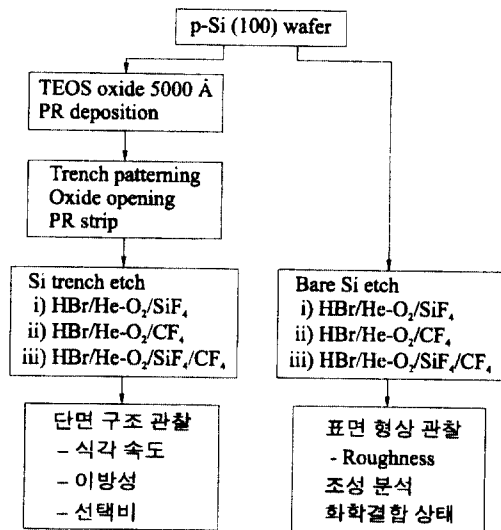 p-Si (100) wafer
TEOS oxide 5000 Å
PR deposition
Trench patterning
Oxide opening
PR strip
Si trench etch
i) HBr/He-O₂/SiF₄
ii) HBr/He-O₂/CF₄
iii) HBr/He-O₂/SiF₄/CF₄
Bare Si etch
i) HBr/He-O₂/SiF₄
ii) HBr/He-O₂/CF₄
iii) HBr/He-O₂/SiF₄/CF₄
단면 구조 관찰
– 식각 속도
– 이방성
– 선택비
표면 형상 관찰
- Roughness
조성 분석
화학결합 상태